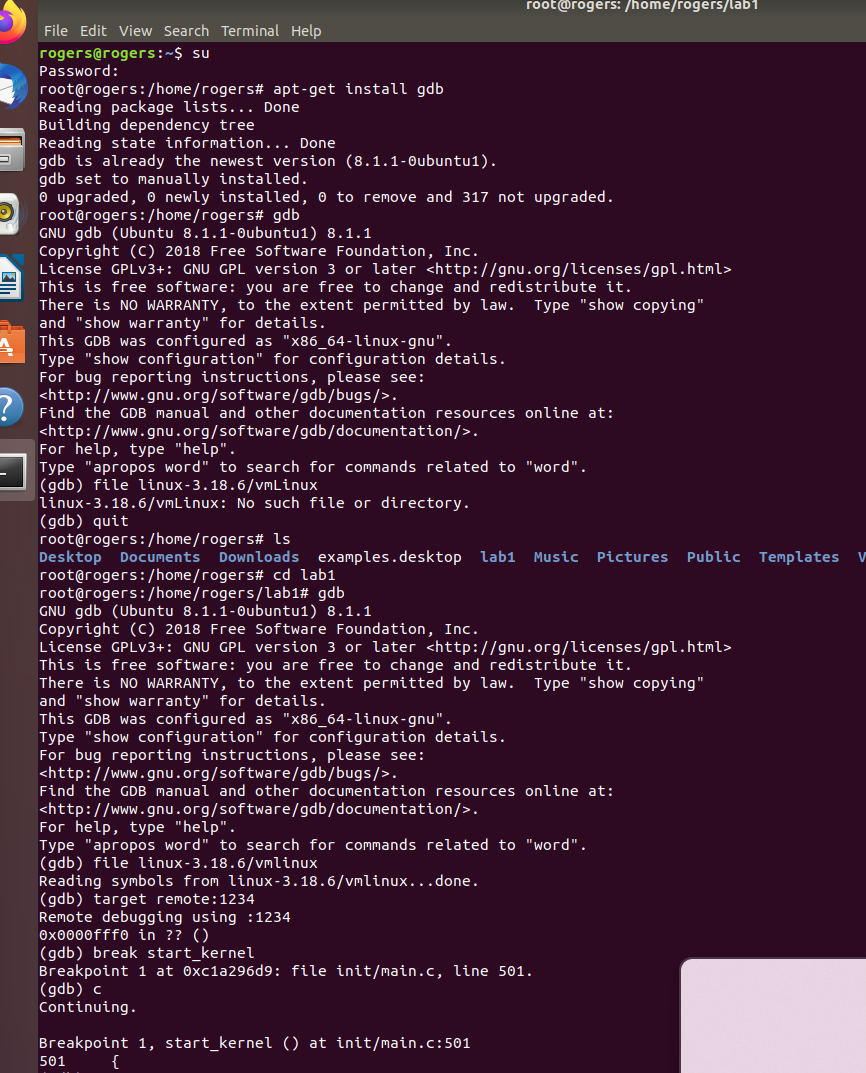 root@rogers: /home/rogers/lab1
File Edit View Search Terminal Help
rogers@rogers:~$ su
Password:
root@rogers:/home/rogers# apt-get install gdb
Reading package lists... Done
Building dependency tree
Reading state information... Done
gdb is already the newest version (8.1.1-0ubuntu1).
gdb set to manually installed.
0 upgraded, 0 newly installed, 0 to remove and 317 not upgraded.
root@rogers:/home/rogers# gdb
GNU gdb (Ubuntu 8.1.1-0ubuntu1) 8.1.1
Copyright (C) 2018 Free Software Foundation, Inc.
License GPLv3+: GNU GPL version 3 or later <http://gnu.org/licenses/gpl.html>
This is free software: you are free to change and redistribute it.
There is NO WARRANTY, to the extent permitted by law.  Type "show copying"
and "show warranty" for details.
This GDB was configured as "x86_64-linux-gnu".
Type "show configuration" for configuration details.
For bug reporting instructions, please see:
<http://www.gnu.org/software/gdb/bugs/>.
Find the GDB manual and other documentation resources online at:
<http://www.gnu.org/software/gdb/documentation/>.
For help, type "help".
Type "apropos word" to search for commands related to "word".
(gdb) file linux-3.18.6/vmLinux
linux-3.18.6/vmLinux: No such file or directory.
(gdb) quit
root@rogers:/home/rogers# ls
Desktop  Documents  Downloads  examples.desktop  lab1  Music  Pictures  Public  Templates  V
root@rogers:/home/rogers# cd lab1
root@rogers:/home/rogers/lab1# gdb
GNU gdb (Ubuntu 8.1.1-0ubuntu1) 8.1.1
Copyright (C) 2018 Free Software Foundation, Inc.
License GPLv3+: GNU GPL version 3 or later <http://gnu.org/licenses/gpl.html>
This is free software: you are free to change and redistribute it.
There is NO WARRANTY, to the extent permitted by law.  Type "show copying"
and "show warranty" for details.
This GDB was configured as "x86_64-linux-gnu".
Type "show configuration" for configuration details.
For bug reporting instructions, please see:
<http://www.gnu.org/software/gdb/bugs/>.
Find the GDB manual and other documentation resources online at:
<http://www.gnu.org/software/gdb/documentation/>.
For help, type "help".
Type "apropos word" to search for commands related to "word".
(gdb) file linux-3.18.6/vmlinux
Reading symbols from linux-3.18.6/vmlinux...done.
(gdb) target remote:1234
Remote debugging using :1234
0x0000fff0 in ?? ()
(gdb) break start_kernel
Breakpoint 1 at 0xc1a296d9: file init/main.c, line 501.
(gdb) c
Continuing.
Breakpoint 1, start_kernel () at init/main.c:501
501     {